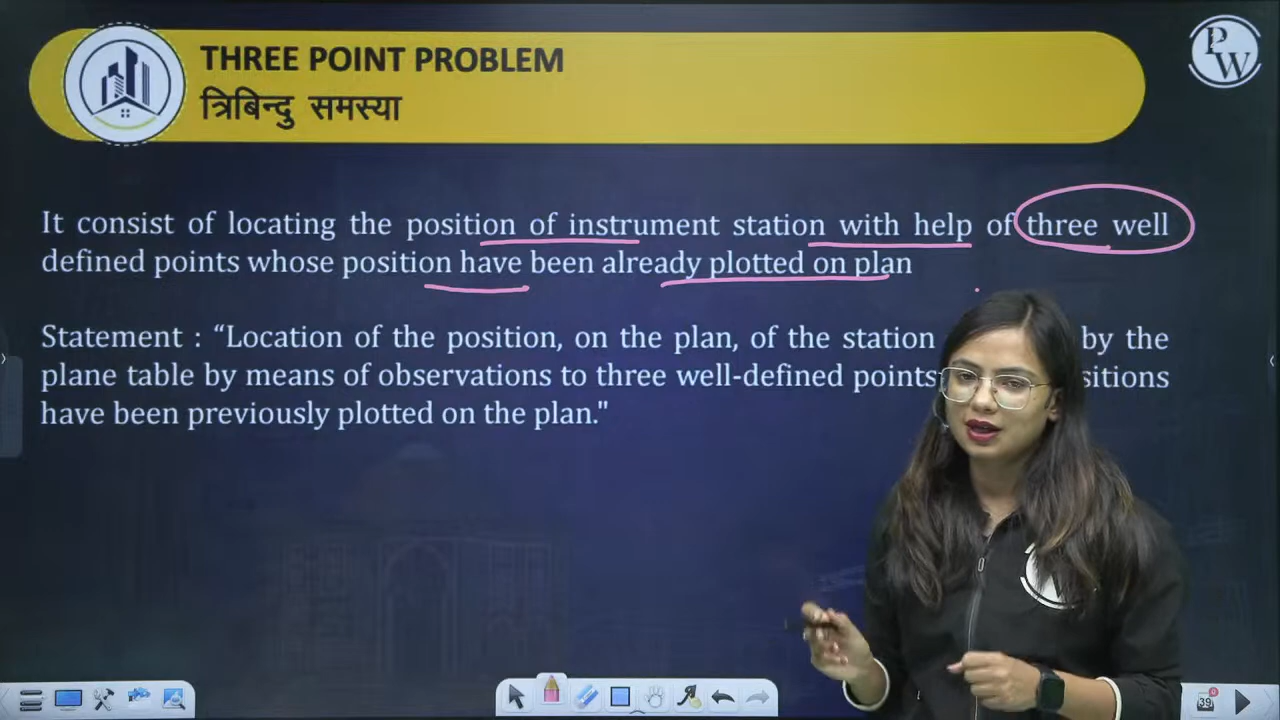 THREE POINT PROBLEM
त्रिबिन्दु समस्या
PW
It consist of locating the position of instrument station with help of three well
defined points whose position have been already plotted on plan
Statement : “Location of the position, on the plan, of the station by the
plane table by means of observations to three well-defined points sitions
have been previously plotted on the plan."
39